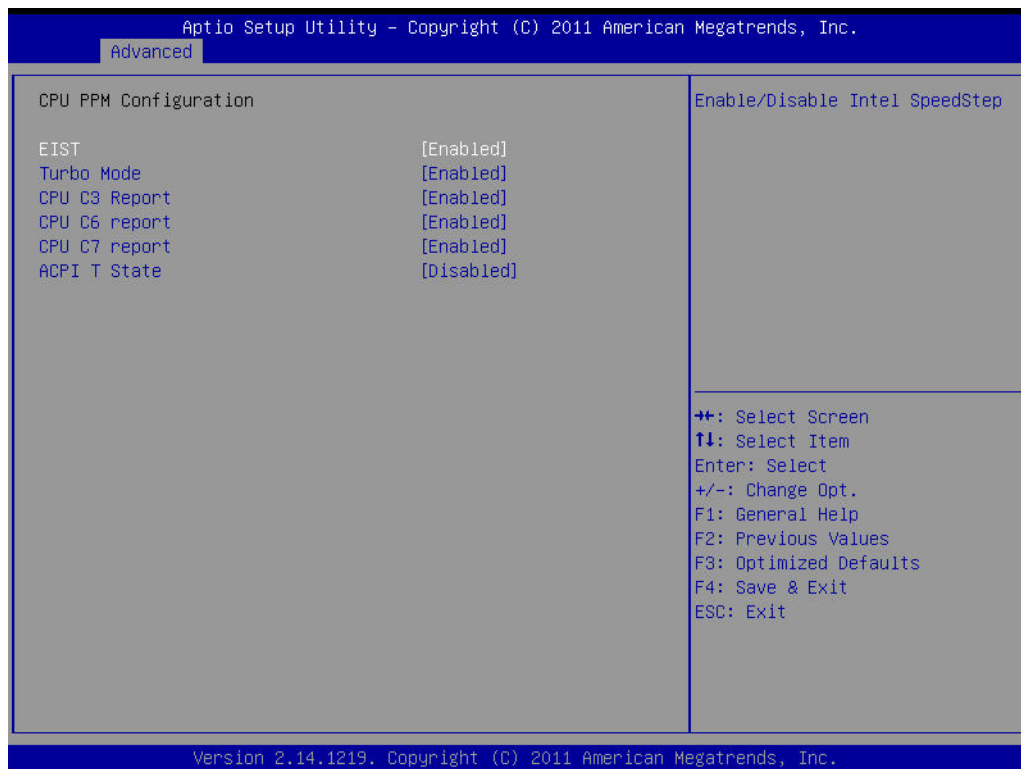 Aptio Setup Utility – Copyright (C) 2011 American Megatrends, Inc.
Advanced
CPU PPM Configuration
EIST [Enabled]
Turbo Mode [Enabled]
CPU C3 Report [Enabled]
CPU C6 report [Enabled]
CPU C7 report [Enabled]
ACPI T State [Disabled]
Enable/Disable Intel SpeedStep
→←: Select Screen
↑↓: Select Item
Enter: Select
+/-: Change Opt.
F1: General Help
F2: Previous Values
F3: Optimized Defaults
F4: Save & Exit
ESC: Exit
Version 2.14.1219. Copyright (C) 2011 American Megatrends, Inc.